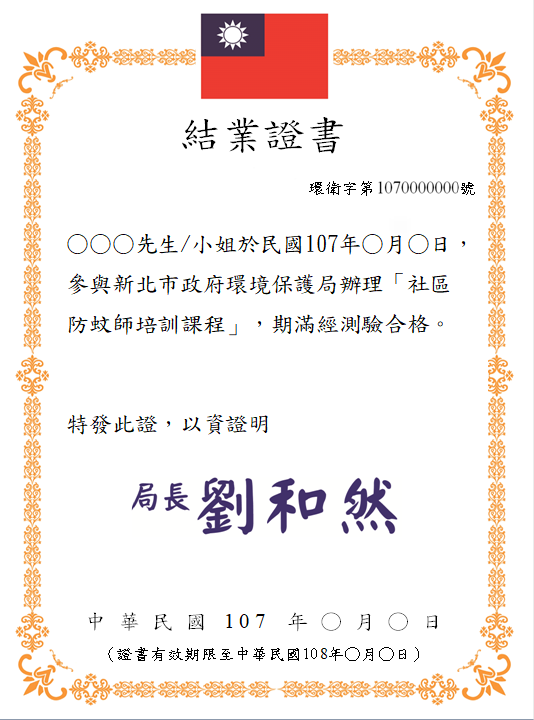 結業證書
環衛字第1070000000號
○○○先生/小姐於民國107年○月○日，
參與新北市政府環境保護局辦理「社區
防蚊師培訓課程」，期滿經測驗合格。
特發此證，以資證明
局長劉和然
中華民國 107 年○月○日
（證書有效期限至中華民國108年○月○日）